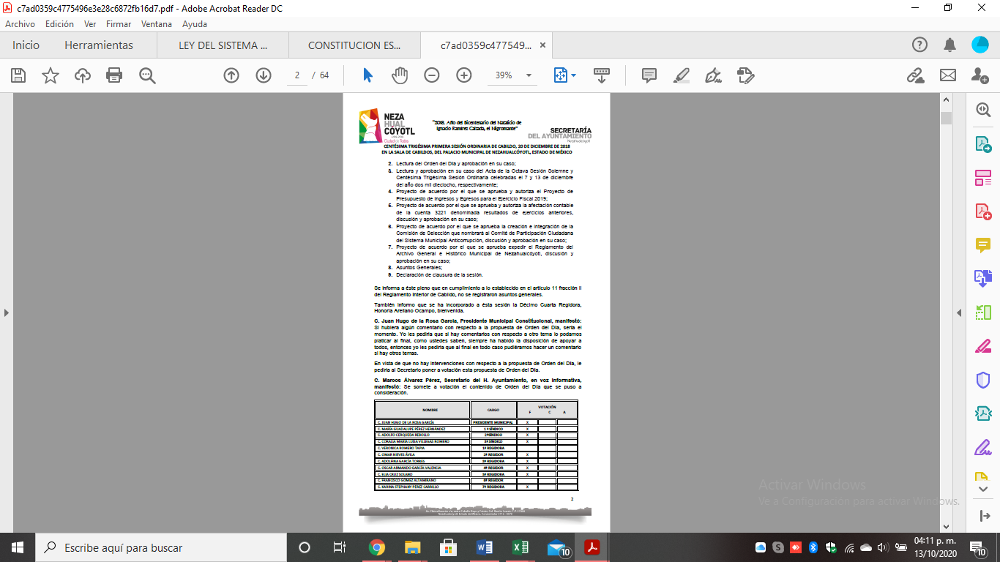 c7ad0359c4775496e3e28c6872fb16d7.pdf - Adobe Acrobat Reader DC
Archivo Edición Ver Firmar Ventana Ayuda
Inicio Herramientas LEY DEL SISTEMA ... CONSTITUCION ES... c7ad0359c477549...
2 / 64 39%
NEZA
HUAL
COYOTL
Ciudad de Todos
"2018. Año del Bicentenario del Natalicio de
Ignacio Ramírez Calzada, el Nigromante"
SECRETARÍA
DEL AYUNTAMIENTO
Nezahualcóyotl
CENTÉSIMA TRIGÉSIMA PRIMERA SESIÓN ORDINARIA DE CABILDO, 20 DE DICIEMBRE DE 2018
EN LA SALA DE CABILDOS, DEL PALACIO MUNICIPAL DE NEZAHUALCÓYOTL, ESTADO DE MÉXICO
2. Lectura del Orden del Día y aprobación en su caso;
3. Lectura y aprobación en su caso del Acta de la Octava Sesión Solemne y
Centésima Trigésima Sesión Ordinaria celebradas el 7 y 13 de diciembre
del año dos mil dieciocho, respectivamente;
4. Proyecto de acuerdo por el que se aprueba y autoriza el Proyecto de
Presupuesto de Ingresos y Egresos para el Ejercicio Fiscal 2019;
5. Proyecto de acuerdo por el que se aprueba y autoriza la afectación contable
de la cuenta 3221 denominada resultados de ejercicios anteriores,
discusión y aprobación en su caso;
6. Proyecto de acuerdo por el que se aprueba la creación e integración de la
Comisión de Selección que nombrará al Comité de Participación Ciudadana
del Sistema Municipal Anticorrupción, discusión y aprobación en su caso;
7. Proyecto de acuerdo por el que se aprueba expedir el Reglamento del
Archivo General e Histórico Municipal de Nezahualcóyotl, discusión y
aprobación en su caso;
8. Asuntos Generales;
9. Declaración de clausura de la sesión.
Se informa a éste pleno que en cumplimiento a lo establecido en el artículo 11 fracción II
del Reglamento Interior de Cabildo, no se registraron asuntos generales.
También informo que se ha incorporado a ésta sesión la Décimo Cuarta Regidora,
Honoria Arellano Ocampo, bienvenida.
C. Juan Hugo de la Rosa García, Presidente Municipal Constitucional, manifestó:
Si hubiera algún comentario con respecto a la propuesta de Orden del Día, sería el
momento. Yo les pediría que si hay comentarios con respecto a otro tema lo podamos
platicar al final, como ustedes saben, siempre ha habido la disposición de apoyar a
todos, entonces yo les pediría que al final en todo caso pudiéramos hacer un comentario
si hay otros temas.
En vista de que no hay intervenciones con respecto a la propuesta de Orden del Día, le
pediría al Secretario poner a votación esta propuesta de Orden del Día.
C. Marcos Álvarez Pérez, Secretario del H. Ayuntamiento, en voz informativa,
manifestó: Se somete a votación el contenido de Orden del Día que se puso a
consideración.
NOMBRE CARGO VOTACIÓN
F C A
C. JUAN HUGO DE LA ROSA GARCÍA PRESIDENTE MUNICIPAL X
C. MARÍA GUADALUPE PÉREZ HERNÁNDEZ 1 º SÍNDICO X
C. ADOLFO CERQUEDA REBOLLO 2º SÍNDICO X
C. CORALIA MARÍA LUISA VILLEGAS ROMERO 3º SÍNDICO X
C. VERONICA ROMERO TAPIA 1ª REGIDORA
C. OMAR NIEVES ÁVILA 2º REGIDOR X
C. ADOLFINA GARCÍA TORRES 3ª REGIDORA X
C. OSCAR ARMANDO GARCÍA VALENCIA 4º REGIDOR X
C. ELIA CRUZ SOLANO 5ª REGIDORA X
C. FRANCISCO GÓMEZ ALTAMIRANO 6º REGIDOR
C. KARINA STEPHANY PÉREZ CARRILLO 7ª REGIDORA X
2
Activar Windows
Ve a Configuración para activar Windows.
Escribe aquí para buscar
10
04:11 p. m.
13/10/2020
10